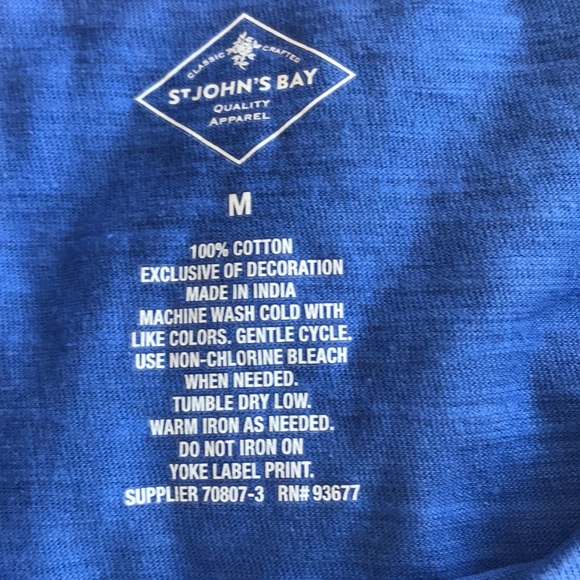 CLASSIC CRAFTED
ST JOHN'S BAY
QUALITY
APPAREL
M
100% COTTON
EXCLUSIVE OF DECORATION
MADE IN INDIA
MACHINE WASH COLD WITH
LIKE COLORS. GENTLE CYCLE.
USE NON-CHLORINE BLEACH
WHEN NEEDED.
TUMBLE DRY LOW.
WARM IRON AS NEEDED.
DO NOT IRON ON
YOKE LABEL PRINT.
SUPPLIER 70807-3 RN# 93677